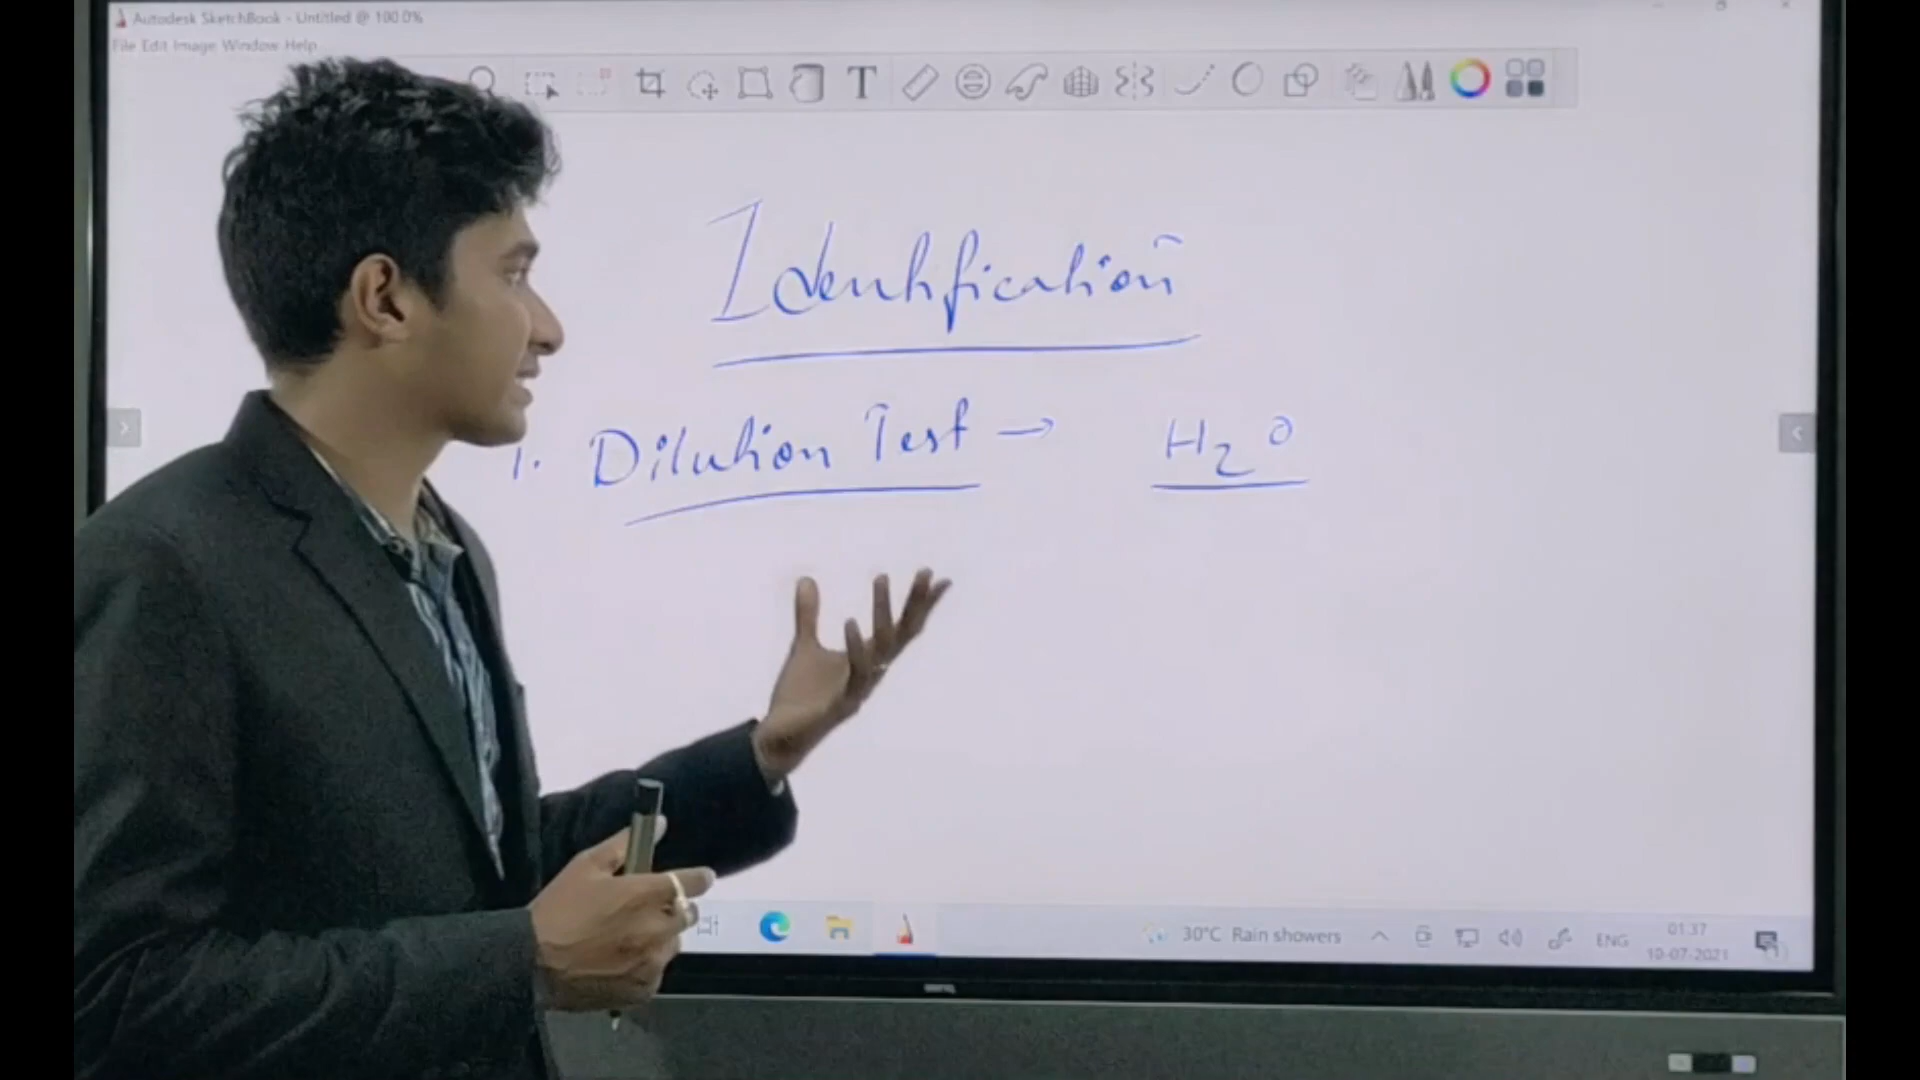 Autodesk SketchBook - Untitled @ 100.0%
File Edit Image Window Help
T
Identification
1. Dilution Test → H2O
30°C Rain showers ENG 01:37
10-07-2021
BENQ